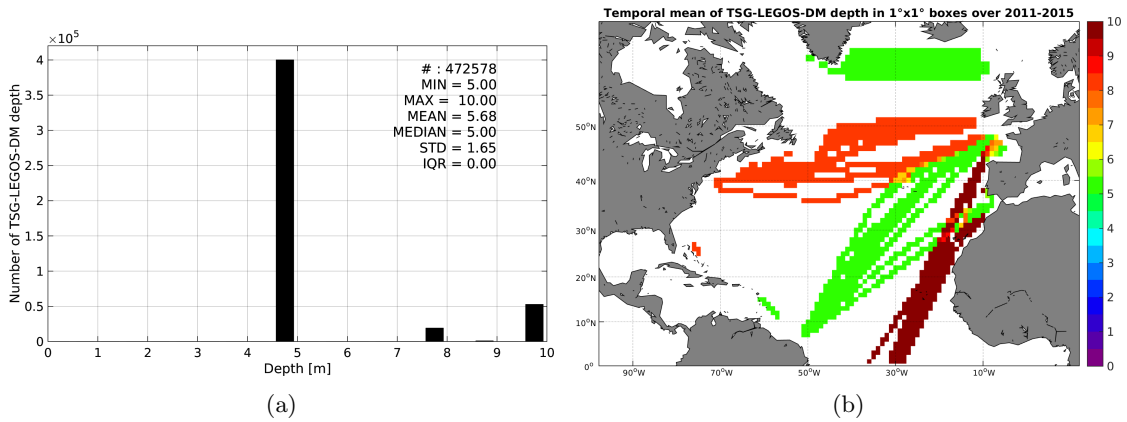 ×10⁵
4
3.5
3
2.5
2
1.5
1
0.5
0
Number of TSG-LEGOS-DM depth
# : 472578
MIN = 5.00
MAX = 10.00
MEAN = 5.68
MEDIAN = 5.00
STD = 1.65
IQR = 0.00
0 1 2 3 4 5 6 7 8 9 10
Depth [m]
(a)
Temporal mean of TSG-LEGOS-DM depth in 1°x1° boxes over 2011-2015
50°N
40°N
30°N
20°N
10°N
0°
90°W 70°W 50°W 30°W 10°W
10
9
8
7
6
5
4
3
2
1
0
(b)